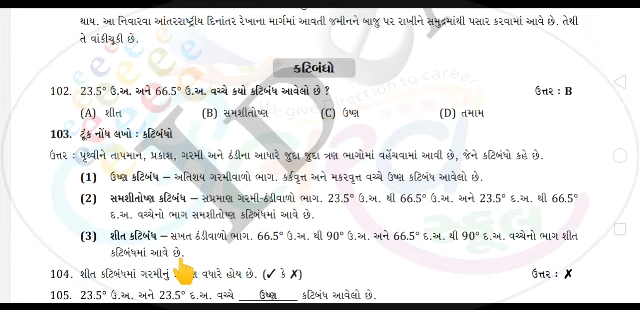 થાય. આ નિવારવા આંતરરાષ્ટ્રીય દિનાંતર રેખાના માર્ગમાં આવતી જમીનને બાજુ પર રાખીને સમુદ્રમાંથી પસાર કરવામાં આવે છે. તેથી
તે વાંકીચૂકી છે.
કટિબંધો
102. 23.5° ઉ.અ. અને 66.5° ઉ.અ. વચ્ચે કયો કટિબંધ આવેલો છે ? ઉત્તર : B
(A) શીત (B) સમશીતોષ્ણ (C) ઉષ્ણ (D) તમામ
103. ટૂંક નોંધ લખો : કટિબંધો
ઉત્તર : પૃથ્વીને તાપમાન, પ્રકાશ, ગરમી અને ઠંડીના આધારે જુદા જુદા ત્રણ ભાગોમાં વહેંચવામાં આવી છે, જેને કટિબંધો કહે છે.
(1) ઉષ્ણ કટિબંધ – અતિશય ગરમીવાળો ભાગ. કર્કવૃત્ત અને મકરવૃત્ત વચ્ચે ઉષ્ણ કટિબંધ આવેલો છે.
(2) સમશીતોષ્ણ કટિબંધ – સપ્રમાણ ગરમી-ઠંડીવાળો ભાગ. 23.5° ઉ.અ. થી 66.5° ઉ.અ. અને 23.5° દ.અ. થી 66.5°
દ.અ. વચ્ચેનો ભાગ સમશીતોષ્ણ કટિબંધમાં આવે છે.
(3) શીત કટિબંધ – સખત ઠંડીવાળો ભાગ. 66.5° ઉ.અ. થી 90° ઉ.અ. અને 66.5° દ.અ. થી 90° દ.અ. વચ્ચેનો ભાગ શીત
કટિબંધમાં આવે છે.
104. શીત કટિબંધમાં ગરમીનું વધારે હોય છે. (✓ કે ✗) ઉત્તર : ✗
105. 23.5° ઉ.અ. અને 23.5° દ.અ. વચ્ચે ઉષ્ણ કટિબંધ આવેલો છે.